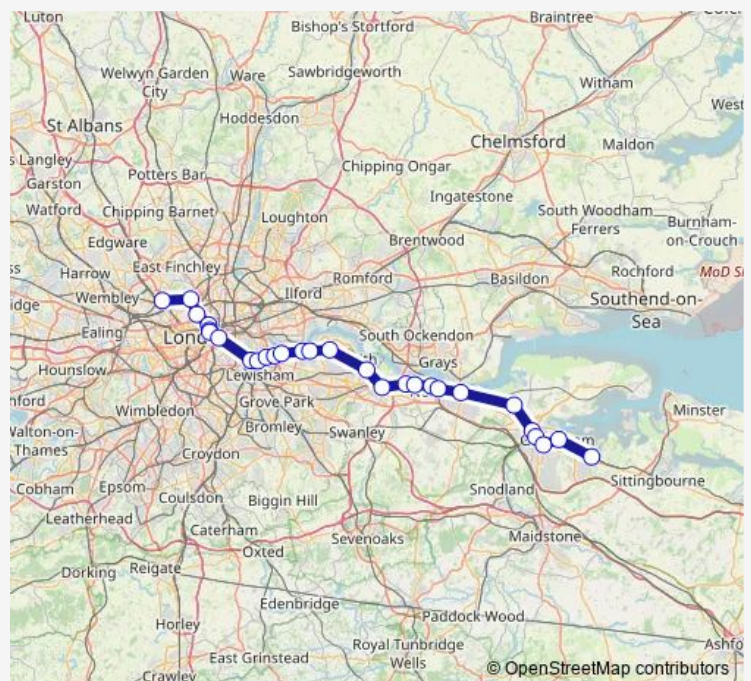 Luton
Bishop's Stortford
Braintree
Welwyn Garden
City
Ware
Sawbridgeworth
Witham
West
Hoddesdon
St Albans
Chelmsford
Maldon
s Langley
Chipping Ongar
Garston
Potters Bar
Ingatestone
Watford
Chipping Barnet
Loughton
South Woodham
Ferrers
Burnham-
on-Crouch
Edgware
Brentwood
Harrow
East Finchley
Romford
Basildon
Rochford
MoD S
Wembley
Ilford
Southend-on-
Sea
idge
Ealing
Lond
South Ockendon
Grays
Hounslow
Lewisham
Grove Park
nford
Wimbledon
Bromley
Swanley
Minster
Walton-on-
Thames
Croydon
Cobham
Epsom
Coulsdon
Biggin Hill
Snodland
Sittingbourne
Leatherhead
Caterham
Oxted
Sevenoaks
Maidstone
Dorking
Reigate
Edenbridge
Paddock Wood
Horley
Royal Tunbridge
Wells
Ashfo
East Grinstead
Crawley
© OpenStreetMap contributors